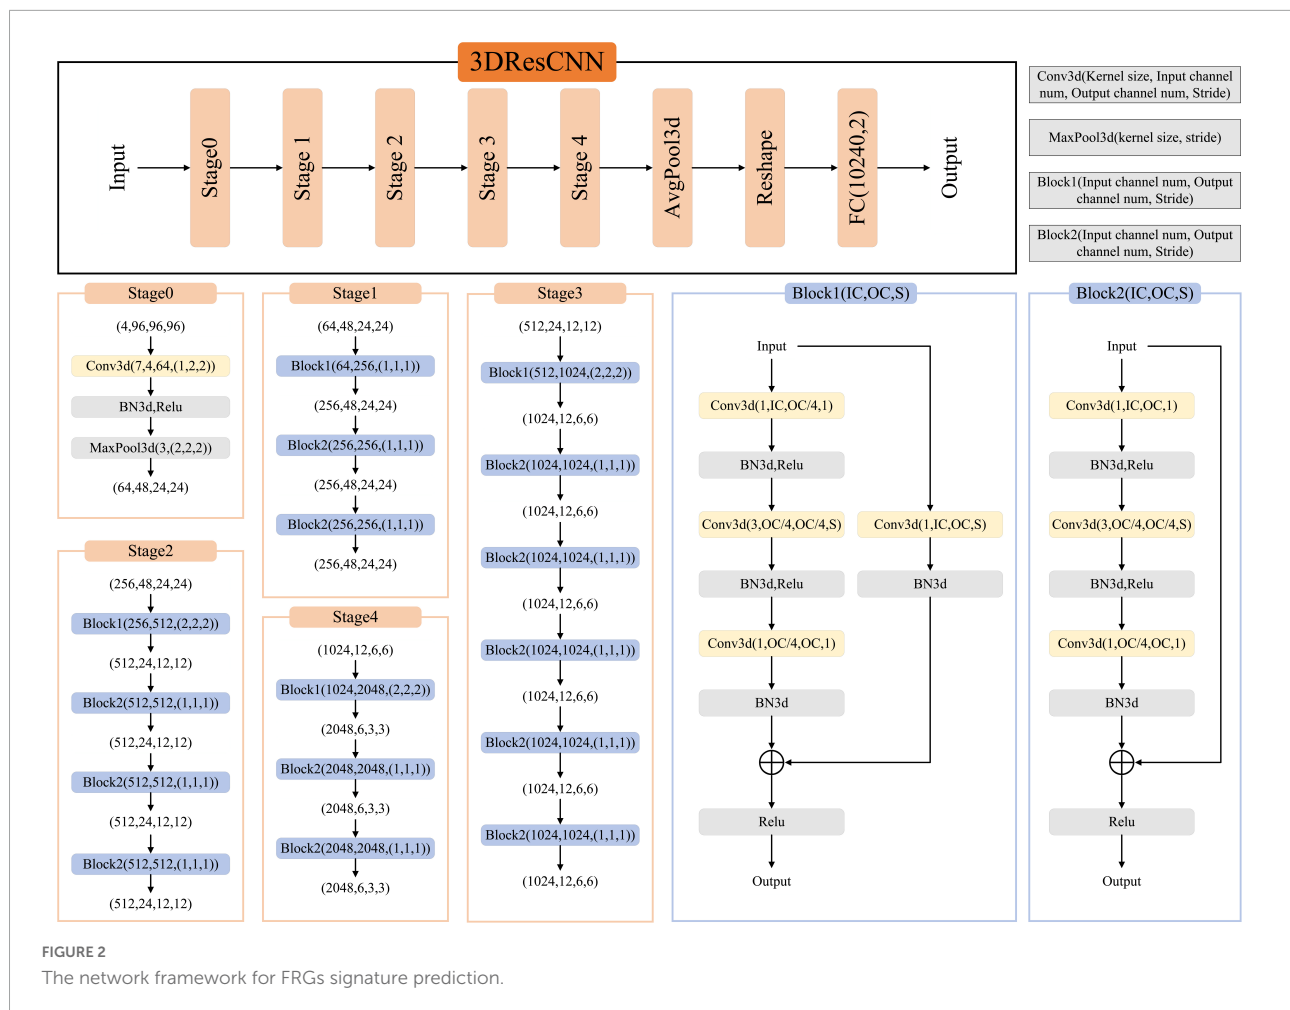 3DResCNN
Input
Stage0
Stage 1
Stage 2
Stage 3
Stage 4
AvgPool3d
Reshape
FC(10240,2)
Output
Conv3d(Kernel size, Input channel
num, Output channel num, Stride)
MaxPool3d(kernel size, stride)
Block1(Input channel num, Output
channel num, Stride)
Block2(Input channel num, Output
channel num, Stride)
Stage0
(4,96,96,96)
Conv3d(7,4,64,(1,2,2))
BN3d,Relu
MaxPool3d(3,(2,2,2))
(64,48,24,24)
Stage2
(256,48,24,24)
Block1(256,512,(2,2,2))
(512,24,12,12)
Block2(512,512,(1,1,1))
(512,24,12,12)
Block2(512,512,(1,1,1))
(512,24,12,12)
Block2(512,512,(1,1,1))
(512,24,12,12)
Stage1
(64,48,24,24)
Block1(64,256,(1,1,1))
(256,48,24,24)
Block2(256,256,(1,1,1))
(256,48,24,24)
Block2(256,256,(1,1,1))
(256,48,24,24)
Stage4
(1024,12,6,6)
Block1(1024,2048,(2,2,2))
(2048,6,3,3)
Block2(2048,2048,(1,1,1))
(2048,6,3,3)
Block2(2048,2048,(1,1,1))
(2048,6,3,3)
Stage3
(512,24,12,12)
Block1(512,1024,(2,2,2))
(1024,12,6,6)
Block2(1024,1024,(1,1,1))
(1024,12,6,6)
Block2(1024,1024,(1,1,1))
(1024,12,6,6)
Block2(1024,1024,(1,1,1))
(1024,12,6,6)
Block2(1024,1024,(1,1,1))
(1024,12,6,6)
Block2(1024,1024,(1,1,1))
(1024,12,6,6)
Block1(IC,OC,S)
Input
Conv3d(1,IC,OC/4,1)
BN3d,Relu
Conv3d(3,OC/4,OC/4,S)
BN3d,Relu
Conv3d(1,OC/4,OC,1)
BN3d
Conv3d(1,IC,OC,S)
BN3d
Relu
Output
Block2(IC,OC,S)
Input
Conv3d(1,IC,OC,1)
BN3d,Relu
Conv3d(3,OC/4,OC/4,S)
BN3d,Relu
Conv3d(1,OC/4,OC,1)
BN3d
Relu
Output
FIGURE 2
The network framework for FRGs signature prediction.